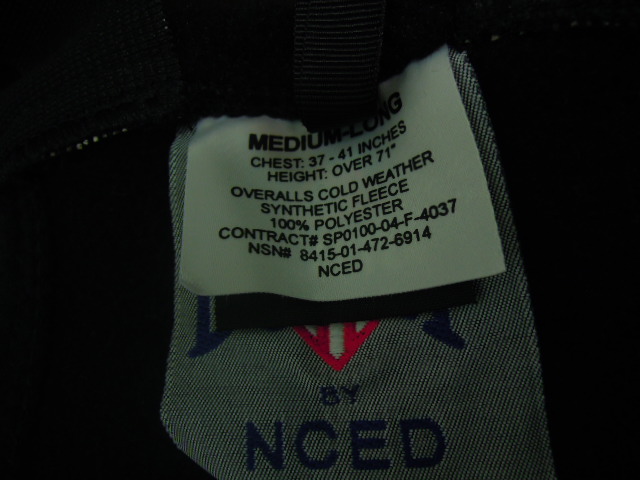 MEDIUM-LONG
CHEST: 37 - 41 INCHES
HEIGHT: OVER 71"
OVERALLS COLD WEATHER
SYNTHETIC FLEECE
100% POLYESTER
CONTRACT# SP0100-04-F-4037
NSN# 8415-01-472-6914
NCED
BY
NCED